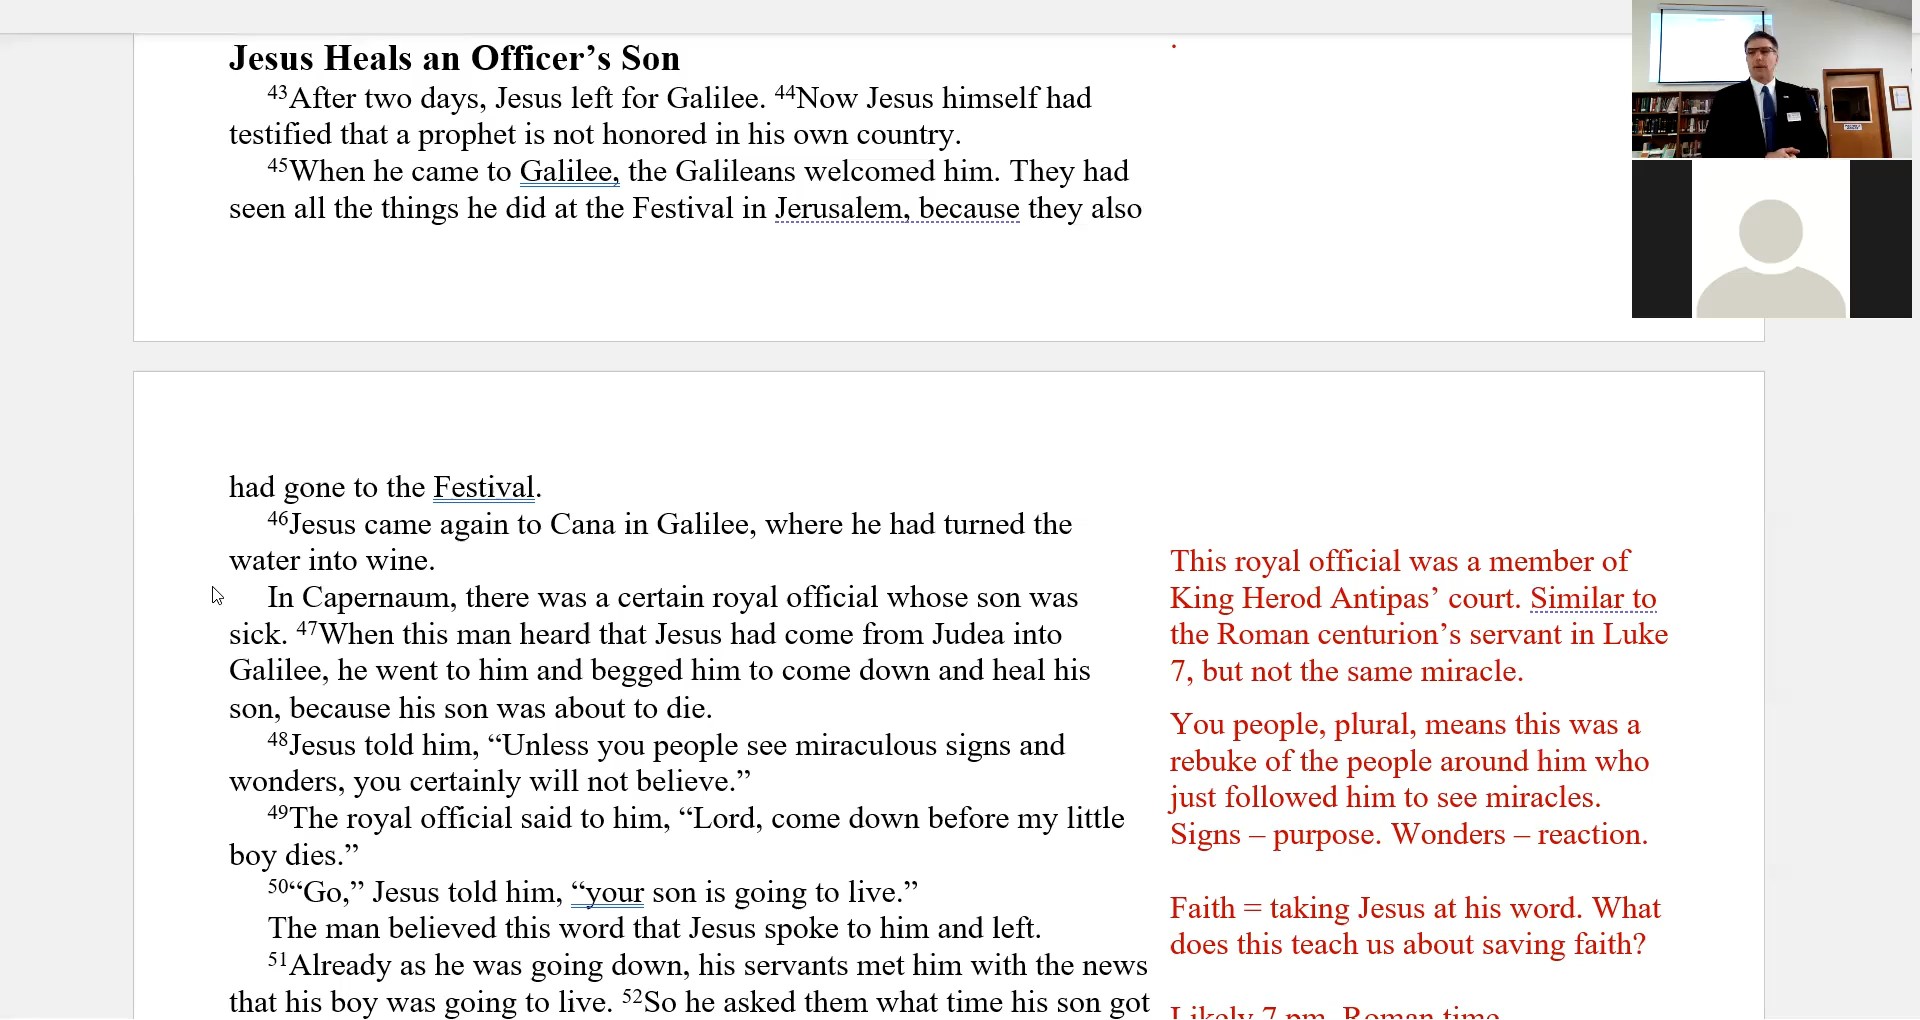 Jesus Heals an Officer’s Son
⁴³After two days, Jesus left for Galilee. ⁴⁴Now Jesus himself had
testified that a prophet is not honored in his own country.
⁴⁵When he came to Galilee, the Galileans welcomed him. They had
seen all the things he did at the Festival in Jerusalem, because they also
had gone to the Festival.
⁴⁶Jesus came again to Cana in Galilee, where he had turned the
water into wine.
In Capernaum, there was a certain royal official whose son was
sick. ⁴⁷When this man heard that Jesus had come from Judea into
Galilee, he went to him and begged him to come down and heal his
son, because his son was about to die.
⁴⁸Jesus told him, “Unless you people see miraculous signs and
wonders, you certainly will not believe.”
⁴⁹The royal official said to him, “Lord, come down before my little
boy dies.”
⁵⁰“Go,” Jesus told him, “your son is going to live.”
The man believed this word that Jesus spoke to him and left.
⁵¹Already as he was going down, his servants met him with the news
that his boy was going to live. ⁵²So he asked them what time his son got
This royal official was a member of
King Herod Antipas’ court. Similar to
the Roman centurion’s servant in Luke
7, but not the same miracle.
You people, plural, means this was a
rebuke of the people around him who
just followed him to see miracles.
Signs – purpose. Wonders – reaction.
Faith = taking Jesus at his word. What
does this teach us about saving faith?
Likely 7 pm, Roman time